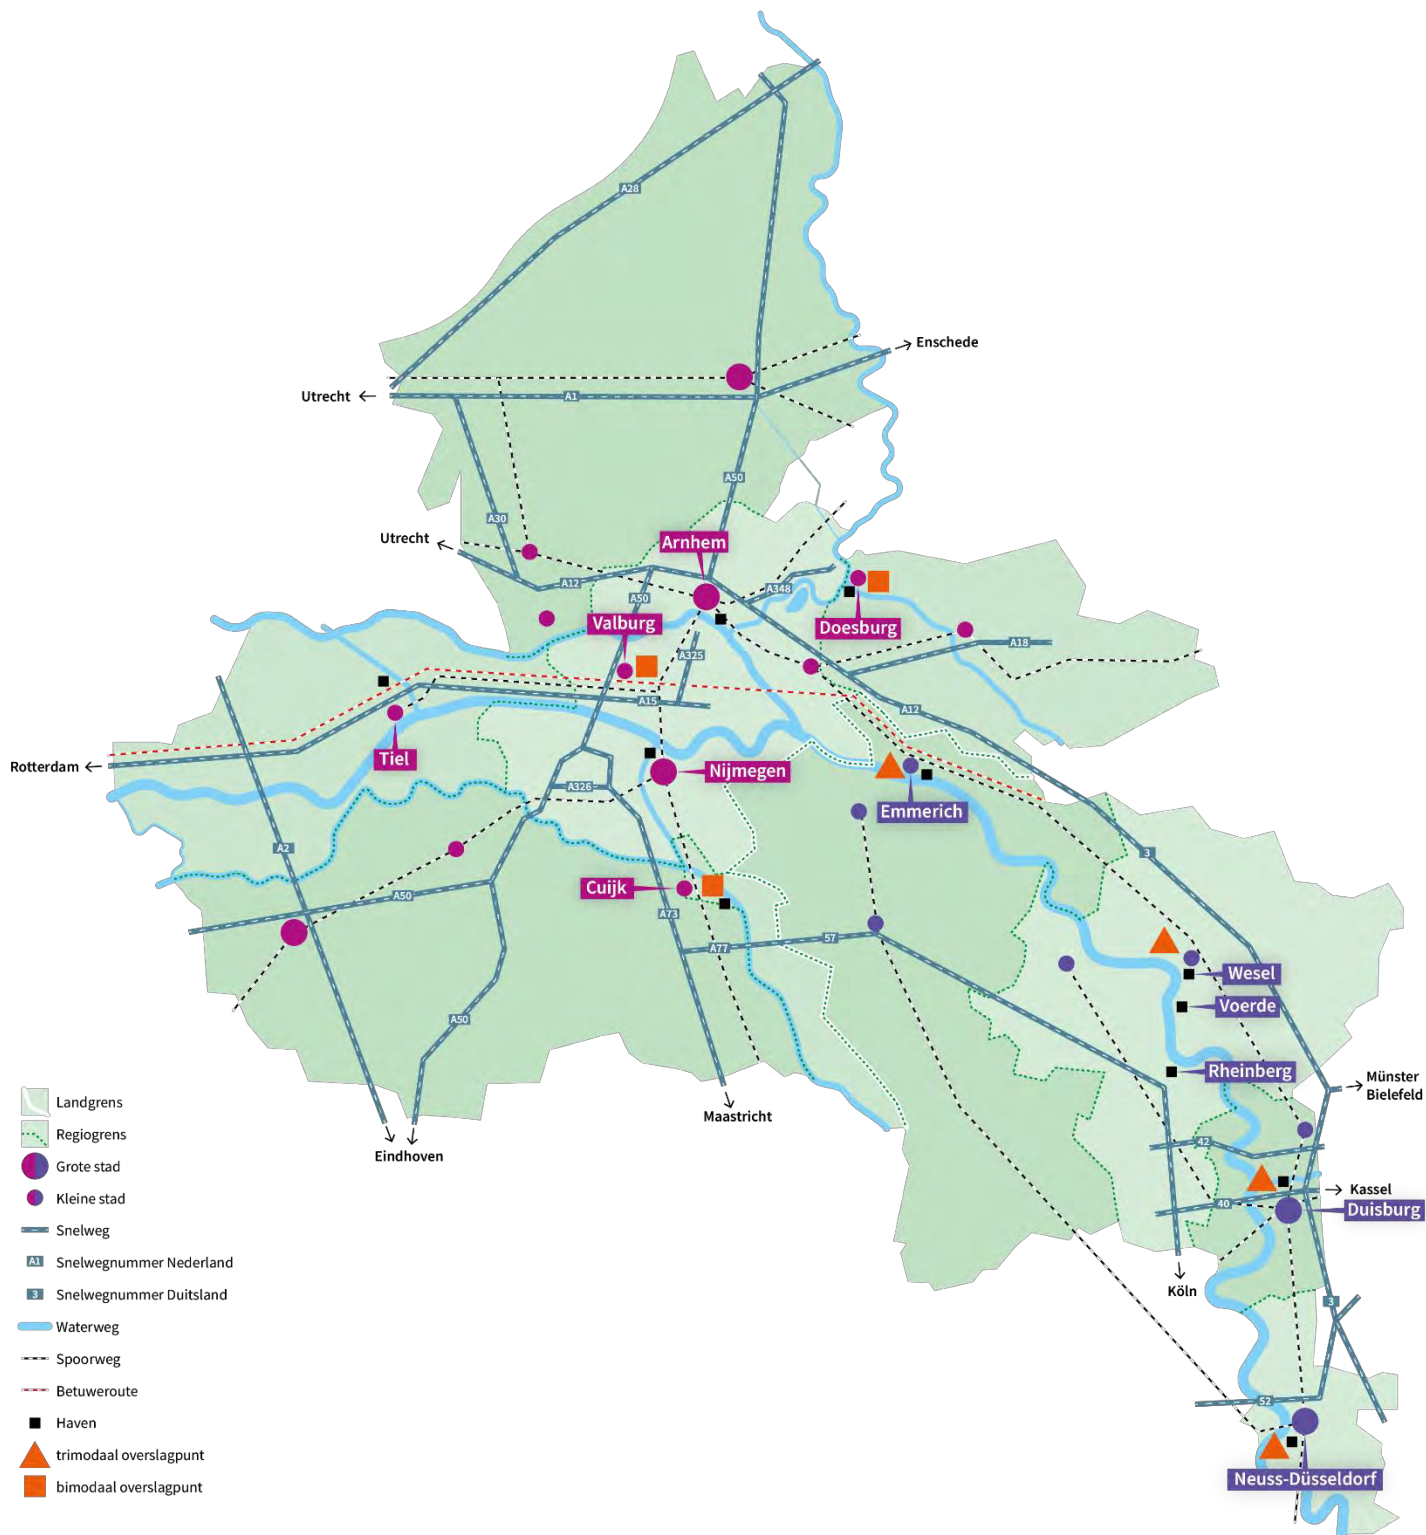 A28
Enschede
Utrecht
A1
A50
A30
Utrecht
Arnhem
A12
A348
A50
Valburg
Doesburg
A18
A325
A15
A12
Tiel
Rotterdam
Nijmegen
A326
Emmerich
A2
3
Cuijk
A50
A73
57
A77
Wesel
Voerde
A50
Rheinberg
Münster
Bielefeld
Maastricht
42
Eindhoven
Kassel
40
Duisburg
Köln
3
52
Neuss-Düsseldorf
Landgrens
Regiogrens
Grote stad
Kleine stad
Snelweg
A1 Snelwegnummer Nederland
3 Snelwegnummer Duitsland
Waterweg
Spoorweg
Betuweroute
Haven
trimodaal overslagpunt
bimodaal overslagpunt